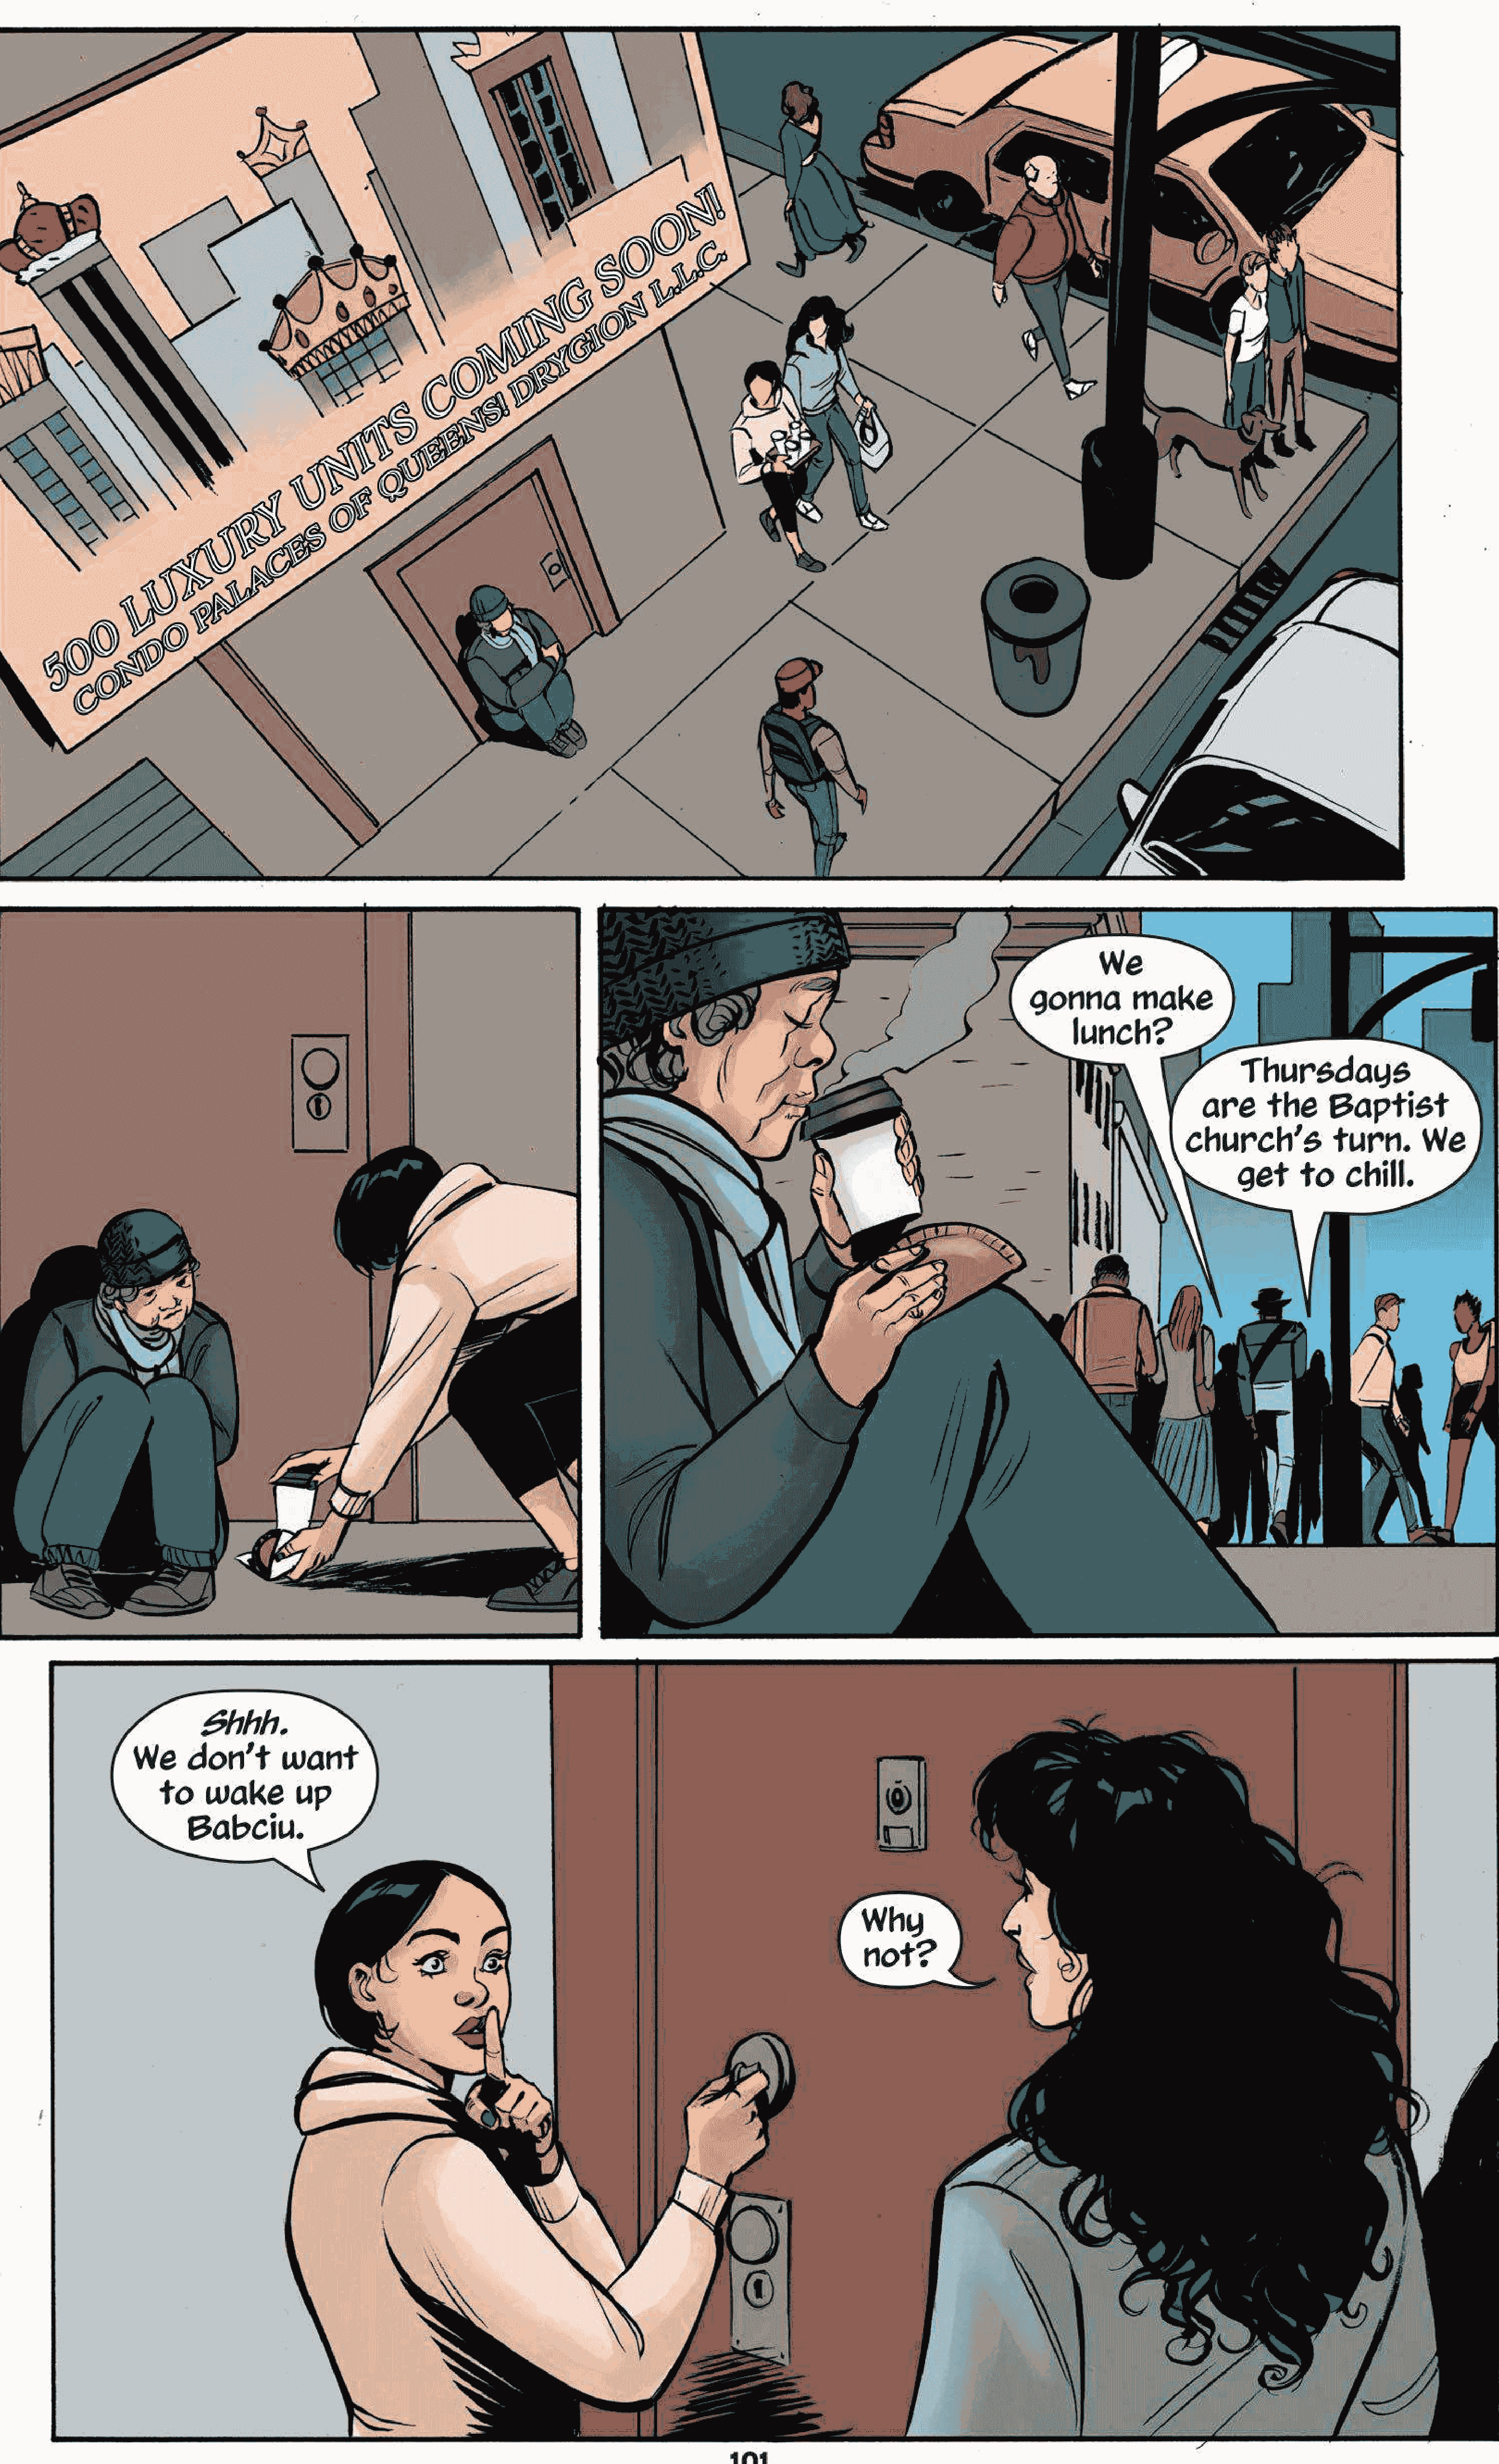 500 LUXURY UNITS COMING SOON!
CONDO PALACES OF QUEENS! DRYGION L.L.C.
We
gonna make
lunch?
Thursdays
are the Baptist
church's turn. We
get to chill.
Shhh.
We don't want
to wake up
Babciu.
Why
not?
101